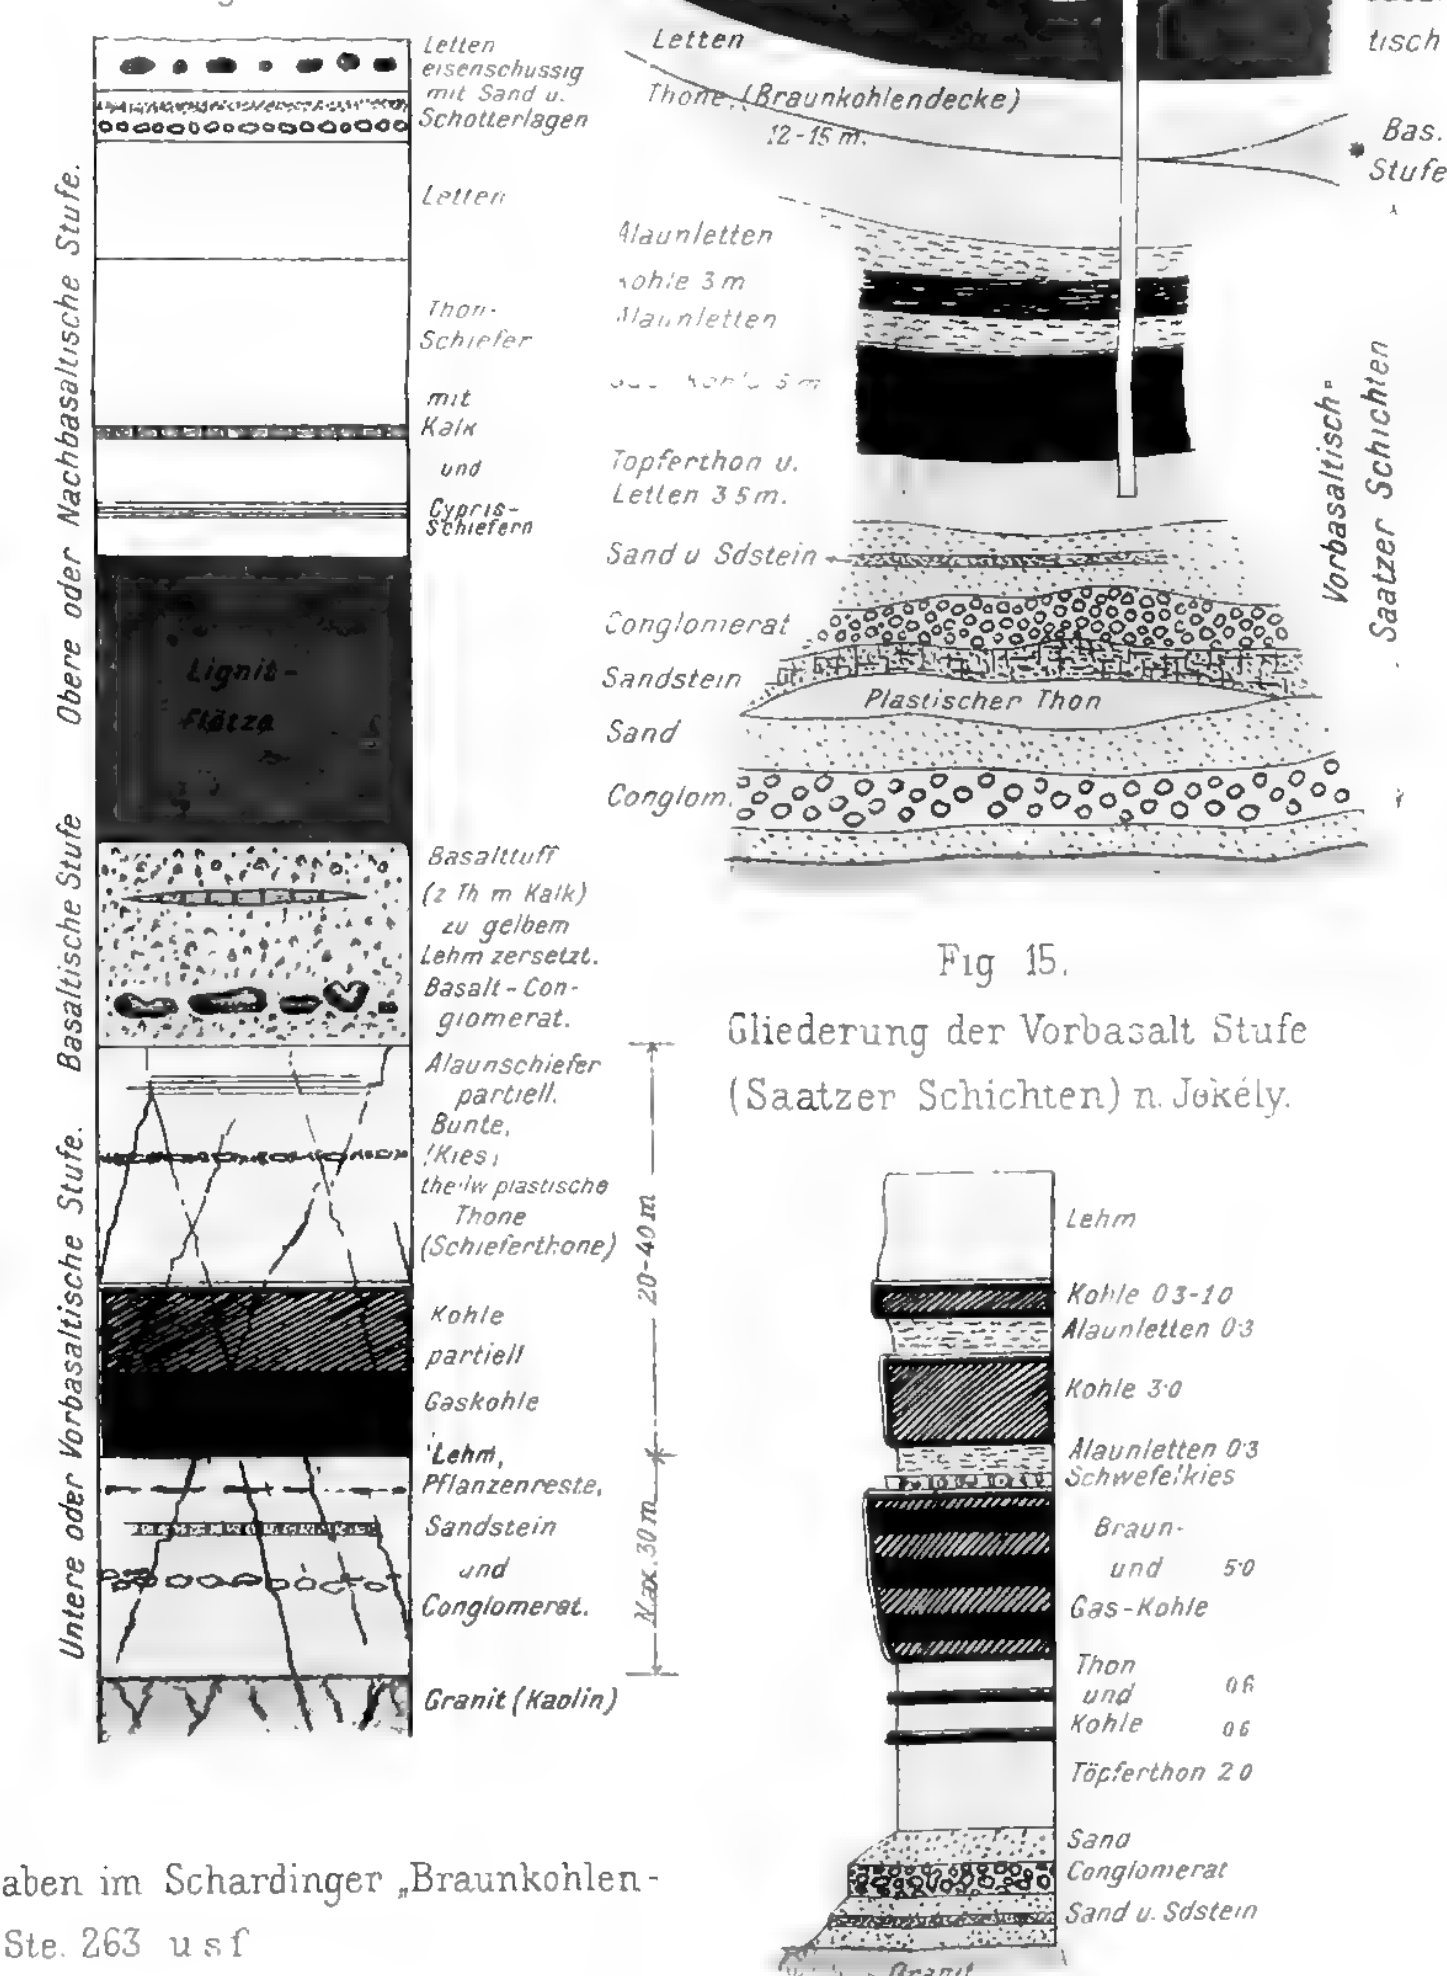 Obere oder Nachbasaltische Stufe.
Basaltische Stufe
Untere oder Vorbasaltische Stufe.
Letten
eisenschussig
mit Sand u.
Schotterlagen
Letten
Thon-
Schiefer
mit
Kalk
und
Cypris-
Schiefern
Lignit-
Flötze
Basalttuff
(z Th m Kalk)
zu gelbem
Lehm zersetzt.
Basalt-Con-
glomerat.
Alaunschiefer
partiell.
Bunte,
(Kies)
theilw plastische
Thone
(Schieferthone)
20-40 m
Kohle
partiell
Gaskohle
Lehm,
Pflanzenreste,
Sandstein
und
Conglomerat.
Max. 30 m
Granit (Kaolin)
aben im Schardinger „Braunkohlen-
Ste. 263 u s f
Letten
tisch
Thone, (Braunkohlendecke)
12-15 m.
Bas.
Stufe
Alaunletten
Kohle 3 m
Alaunletten
Kohle 5 m
Topferthon u.
Letten 3 5 m.
Sand u Sdstein
Conglomerat
Sandstein
Plastischer Thon
Sand
Conglom.
Vorbasaltisch-
Saatzer Schichten
Fig 15.
Gliederung der Vorbasalt Stufe
(Saatzer Schichten) n. Jokély.
Lehm
Kohle 0 3-1 0
Alaunletten 0·3
Kohle 3·0
Alaunletten 0·3
Schwefelkies
Braun-
und 5·0
Gas-Kohle
Thon
und 0 6
Kohle 0 6
Töpferthon 2 0
Sand
Conglomerat
Sand u. Sdstein
Granit